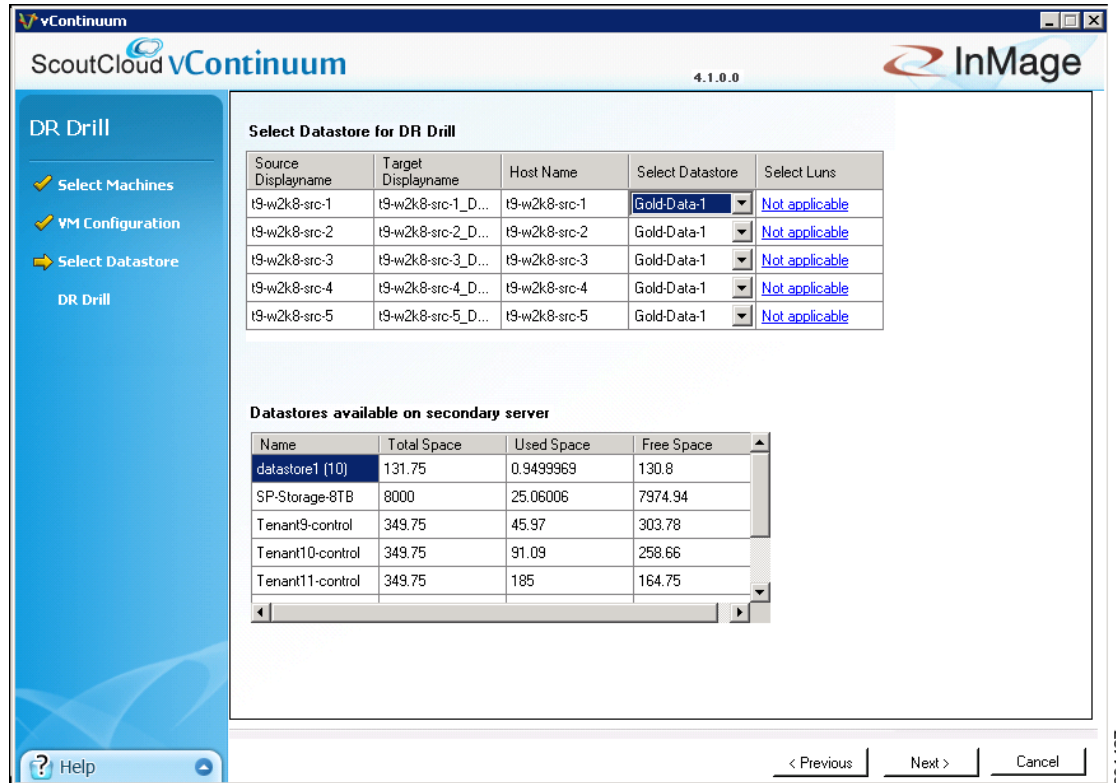 vContinuum
ScoutCloud vContinuum
4.1.0.0
InMage
DR Drill
Select Machines
VM Configuration
Select Datastore
DR Drill
Select Datastore for DR Drill
Source Displayname Target Displayname Host Name Select Datastore Select Luns
t9-w2k8-src-1 t9-w2k8-src-1_D... t9-w2k8-src-1 Gold-Data-1 Not applicable
t9-w2k8-src-2 t9-w2k8-src-2_D... t9-w2k8-src-2 Gold-Data-1 Not applicable
t9-w2k8-src-3 t9-w2k8-src-3_D... t9-w2k8-src-3 Gold-Data-1 Not applicable
t9-w2k8-src-4 t9-w2k8-src-4_D... t9-w2k8-src-4 Gold-Data-1 Not applicable
t9-w2k8-src-5 t9-w2k8-src-5_D... t9-w2k8-src-5 Gold-Data-1 Not applicable
Datastores available on secondary server
Name Total Space Used Space Free Space
datastore1 (10) 131.75 0.9499969 130.8
SP-Storage-8TB 8000 25.06006 7974.94
Tenant9-control 349.75 45.97 303.78
Tenant10-control 349.75 91.09 258.66
Tenant11-control 349.75 185 164.75
? Help
< Previous Next > Cancel